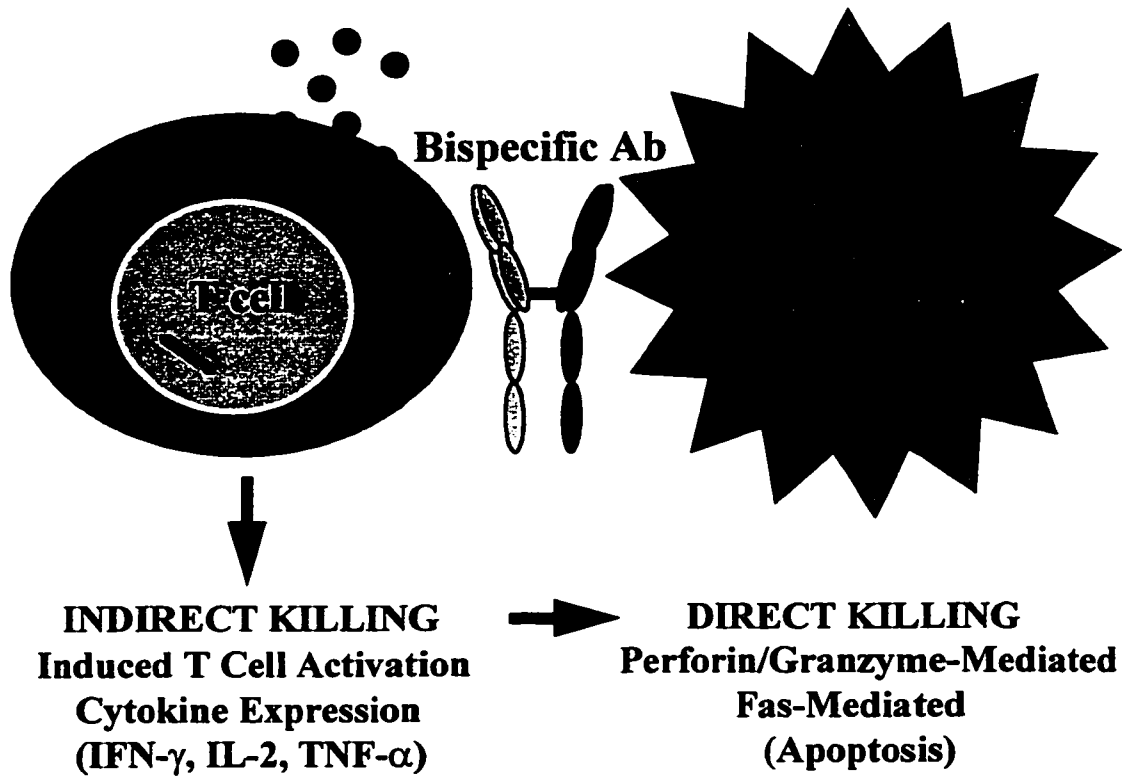 Bispecific Ab
T cell
INDIRECT KILLING
Induced T Cell Activation
Cytokine Expression
(IFN-γ, IL-2, TNF-α)
DIRECT KILLING
Perforin/Granzyme-Mediated
Fas-Mediated
(Apoptosis)